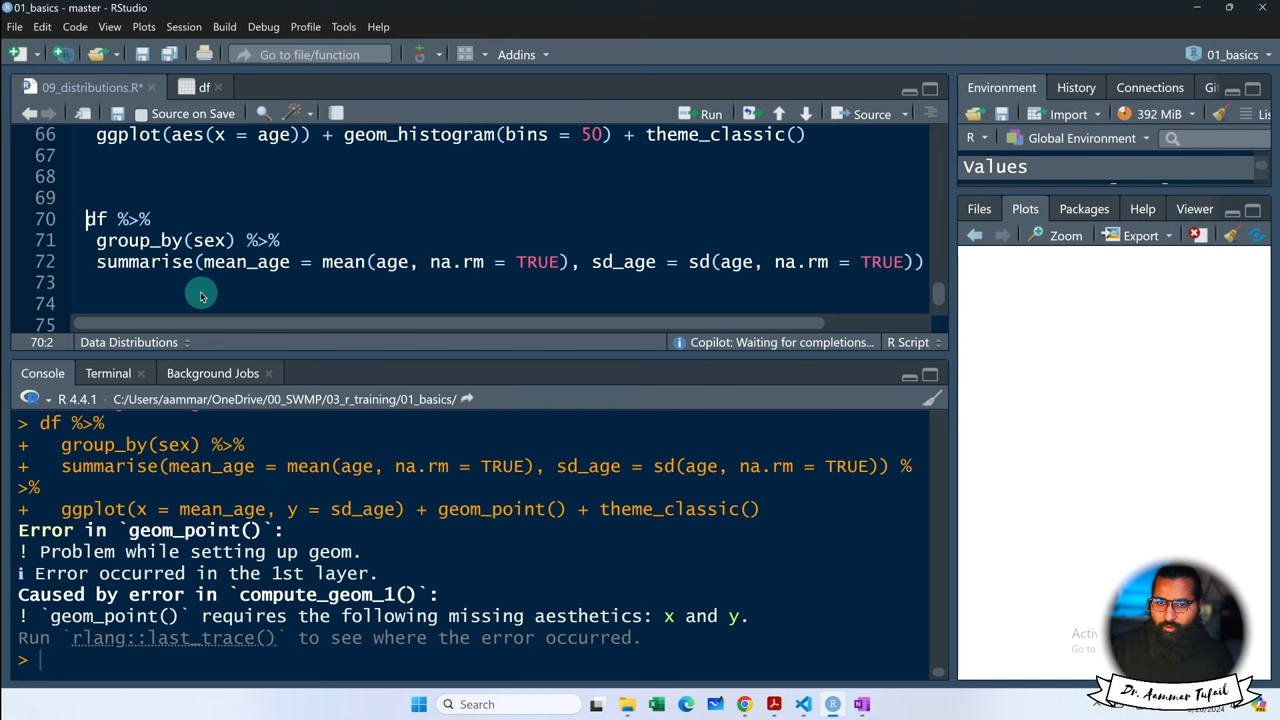 01_basics - master - RStudio
File Edit Code View Plots Session Build Debug Profile Tools Help
Go to file/function Addins 01_basics
09_distributions.R* df
Source on Save Run Source
66 ggplot(aes(x = age)) + geom_histogram(bins = 50) + theme_classic()
67
68
69
70 df %>%
71 group_by(sex) %>%
72 summarise(mean_age = mean(age, na.rm = TRUE), sd_age = sd(age, na.rm = TRUE))
73
74
75
70:2 Data Distributions Copilot: Waiting for completions... R Script
Console Terminal Background Jobs
R 4.4.1 · C:/Users/aammar/OneDrive/00_SWMP/03_r_training/01_basics/
> df %>%
+ group_by(sex) %>%
+ summarise(mean_age = mean(age, na.rm = TRUE), sd_age = sd(age, na.rm = TRUE)) %
>%
+ ggplot(x = mean_age, y = sd_age) + geom_point() + theme_classic()
Error in `geom_point()`:
! Problem while setting up geom.
ℹ Error occurred in the 1st layer.
Caused by error in `compute_geom_1()`:
! `geom_point()` requires the following missing aesthetics: x and y.
Run `rlang::last_trace()` to see where the error occurred.
>
Environment History Connections
Import 392 MiB
R Global Environment
Values
Files Plots Packages Help Viewer
Zoom Export
Dr. Aammar Tufail
Search